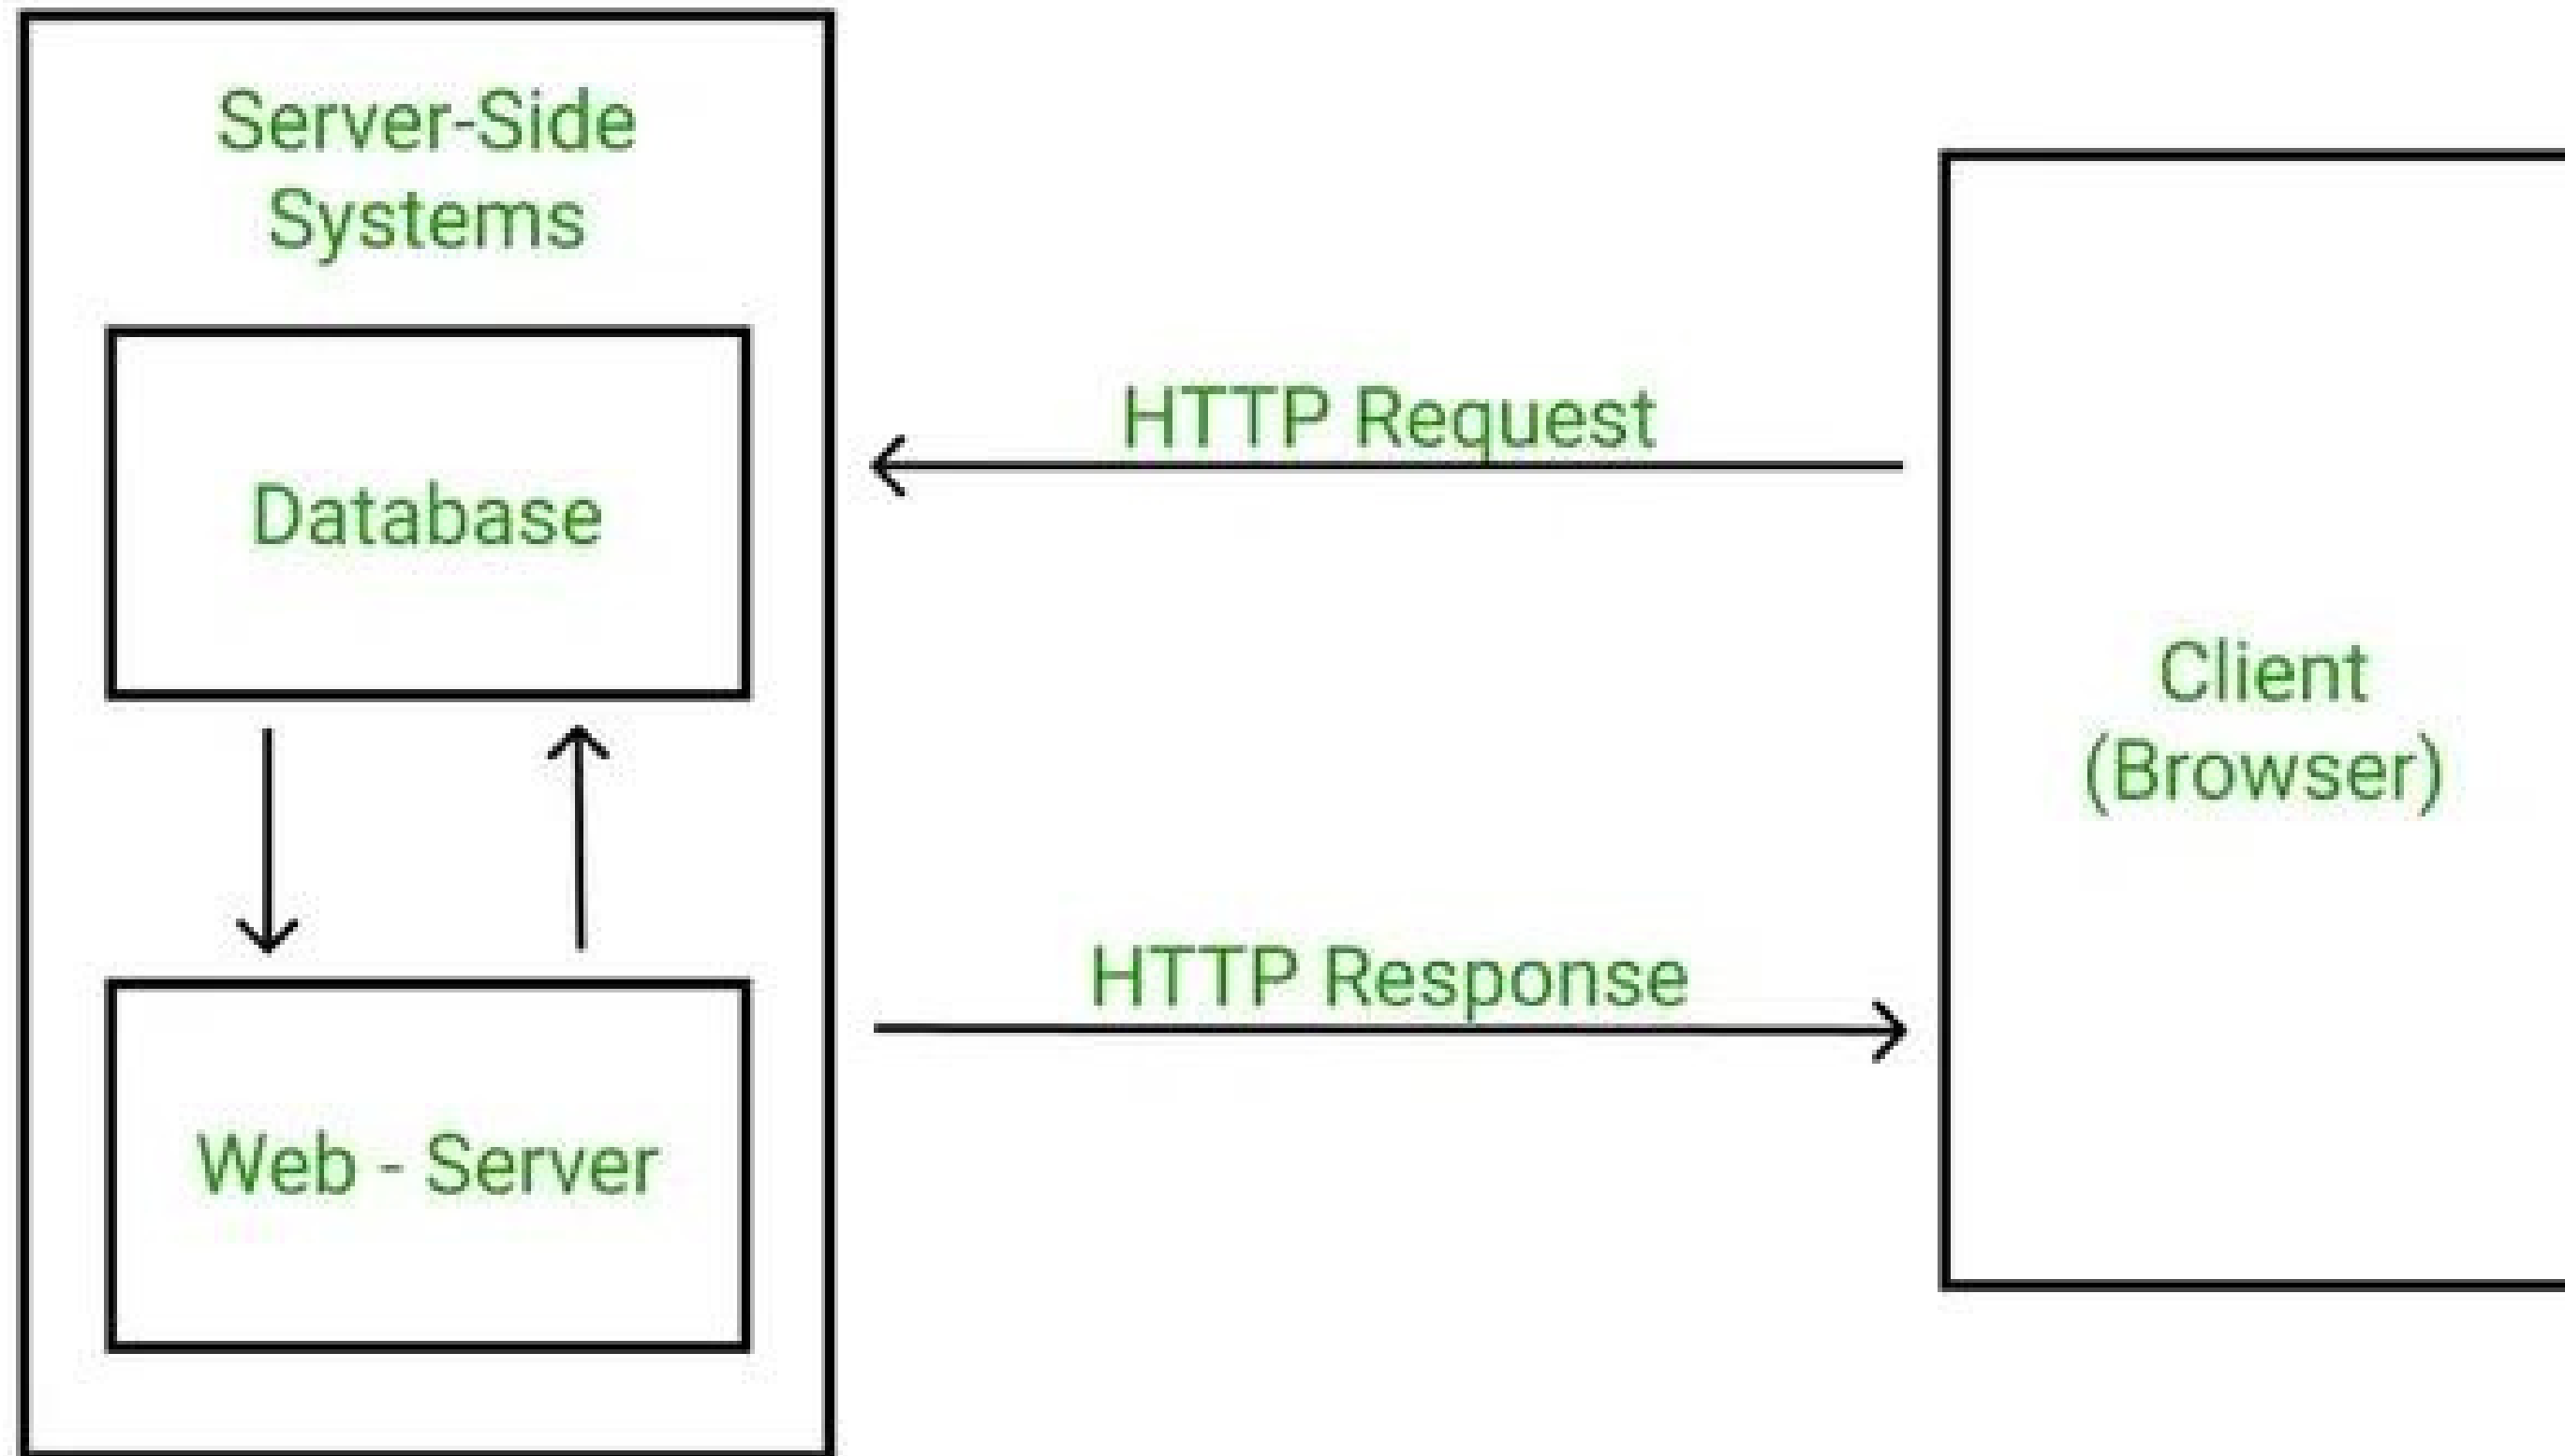 Server-Side
Systems
Database
Web - Server
HTTP Request
HTTP Response
Client
(Browser)